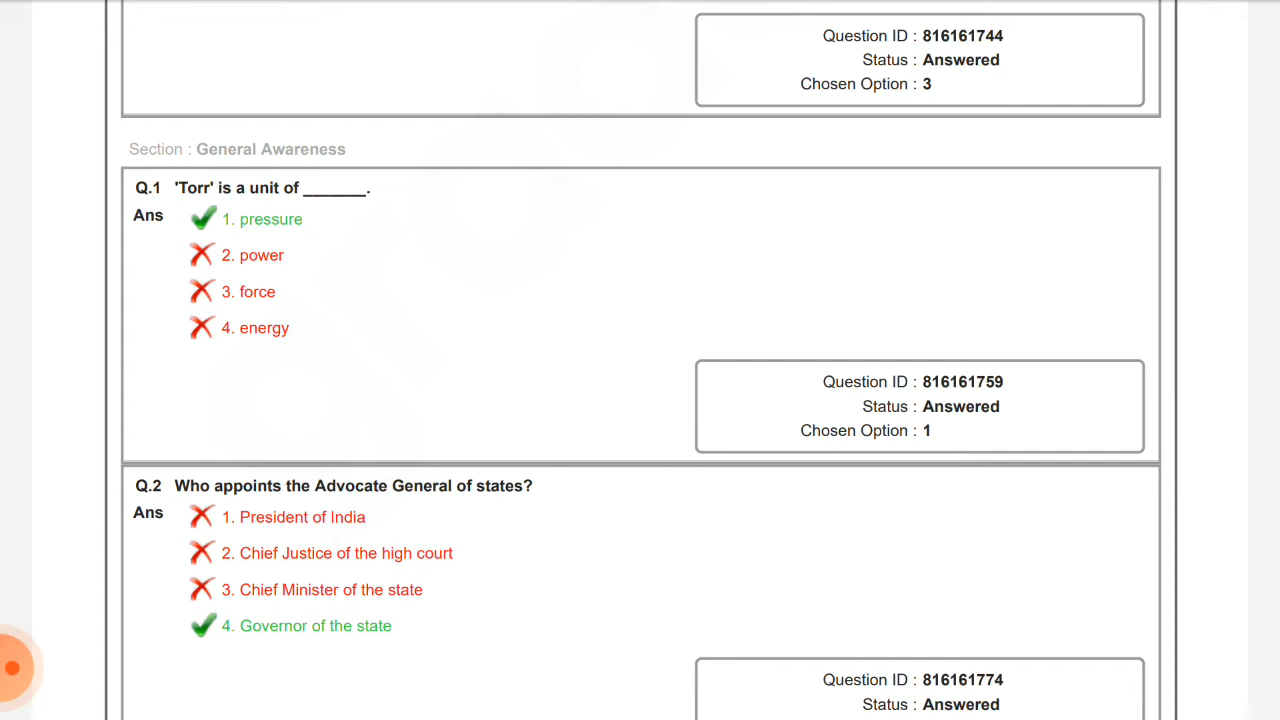 Question ID : 816161744
Status : Answered
Chosen Option : 3
Section : General Awareness
Q.1 'Torr' is a unit of _______.
Ans 1. pressure
2. power
3. force
4. energy
Question ID : 816161759
Status : Answered
Chosen Option : 1
Q.2 Who appoints the Advocate General of states?
Ans 1. President of India
2. Chief Justice of the high court
3. Chief Minister of the state
4. Governor of the state
Question ID : 816161774
Status : Answered